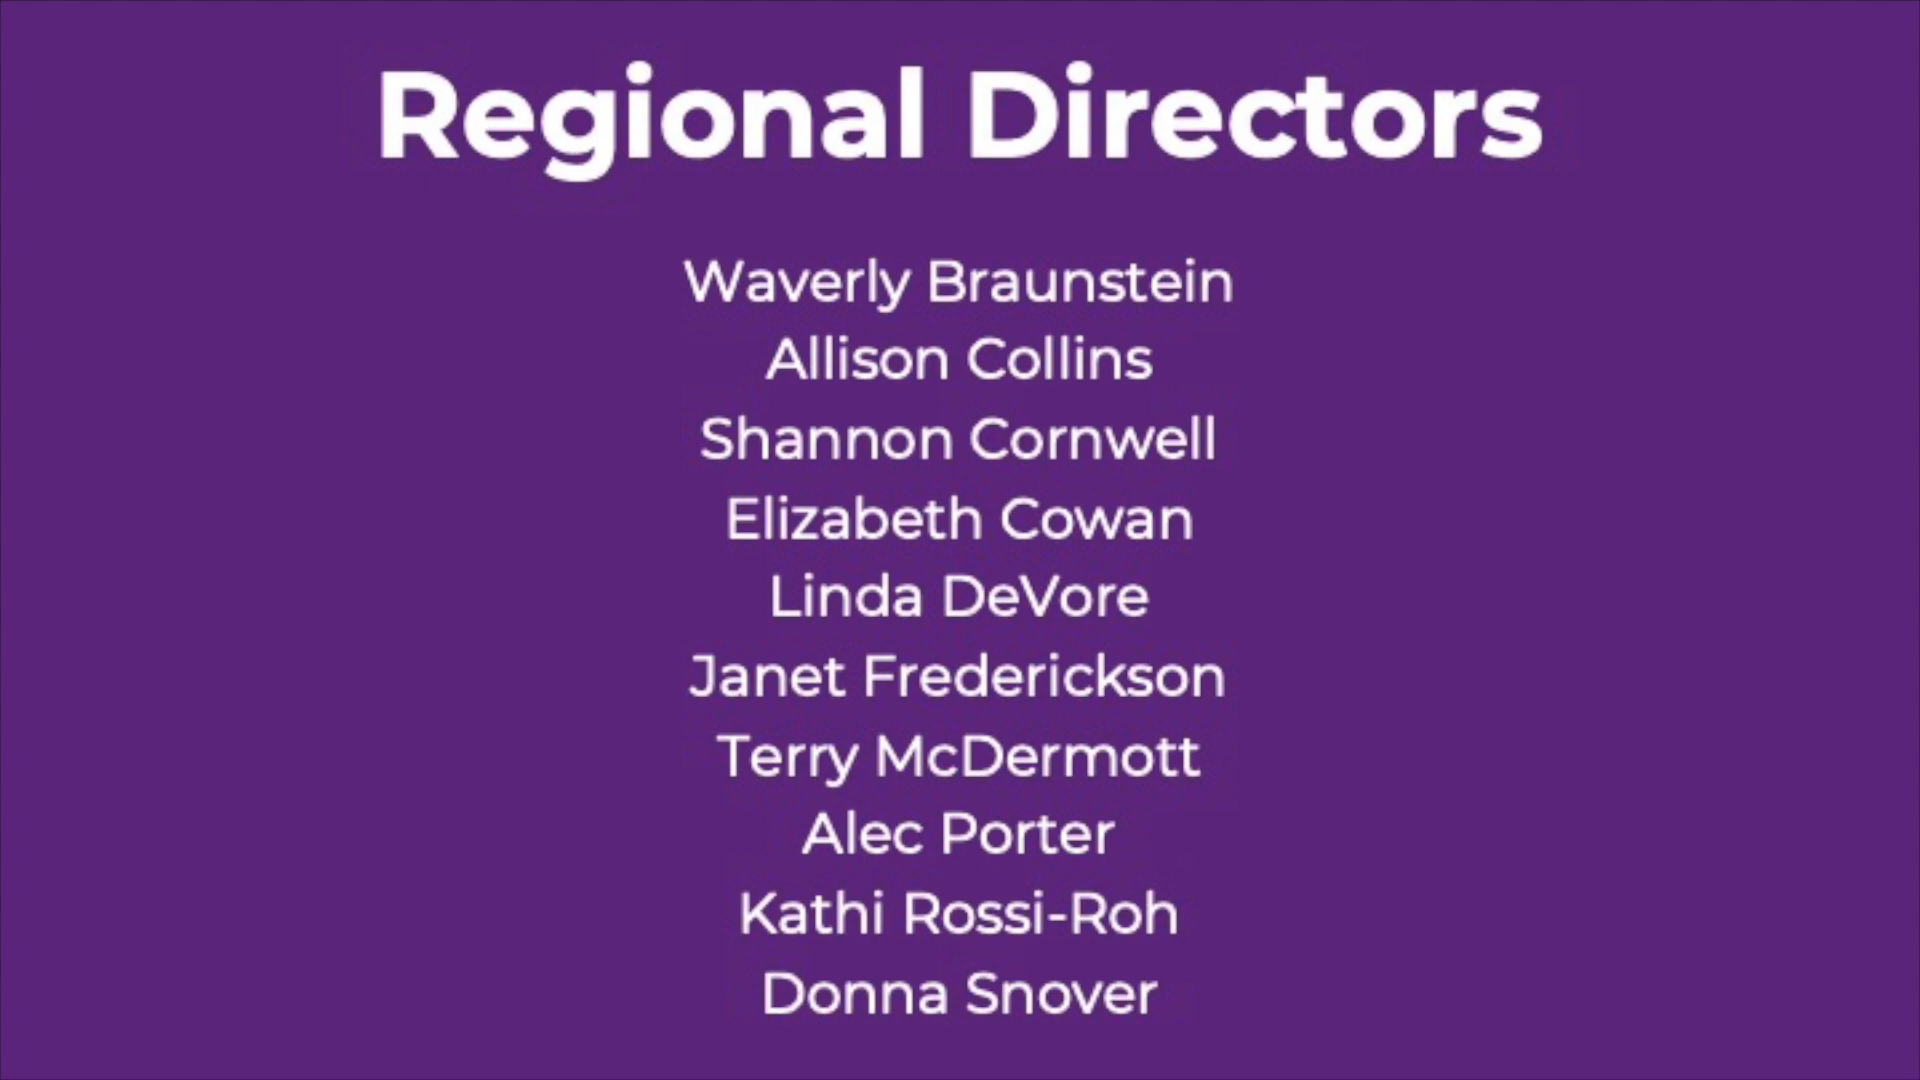 Regional Directors
Waverly Braunstein
Allison Collins
Shannon Cornwell
Elizabeth Cowan
Linda DeVore
Janet Frederickson
Terry McDermott
Alec Porter
Kathi Rossi-Roh
Donna Snover